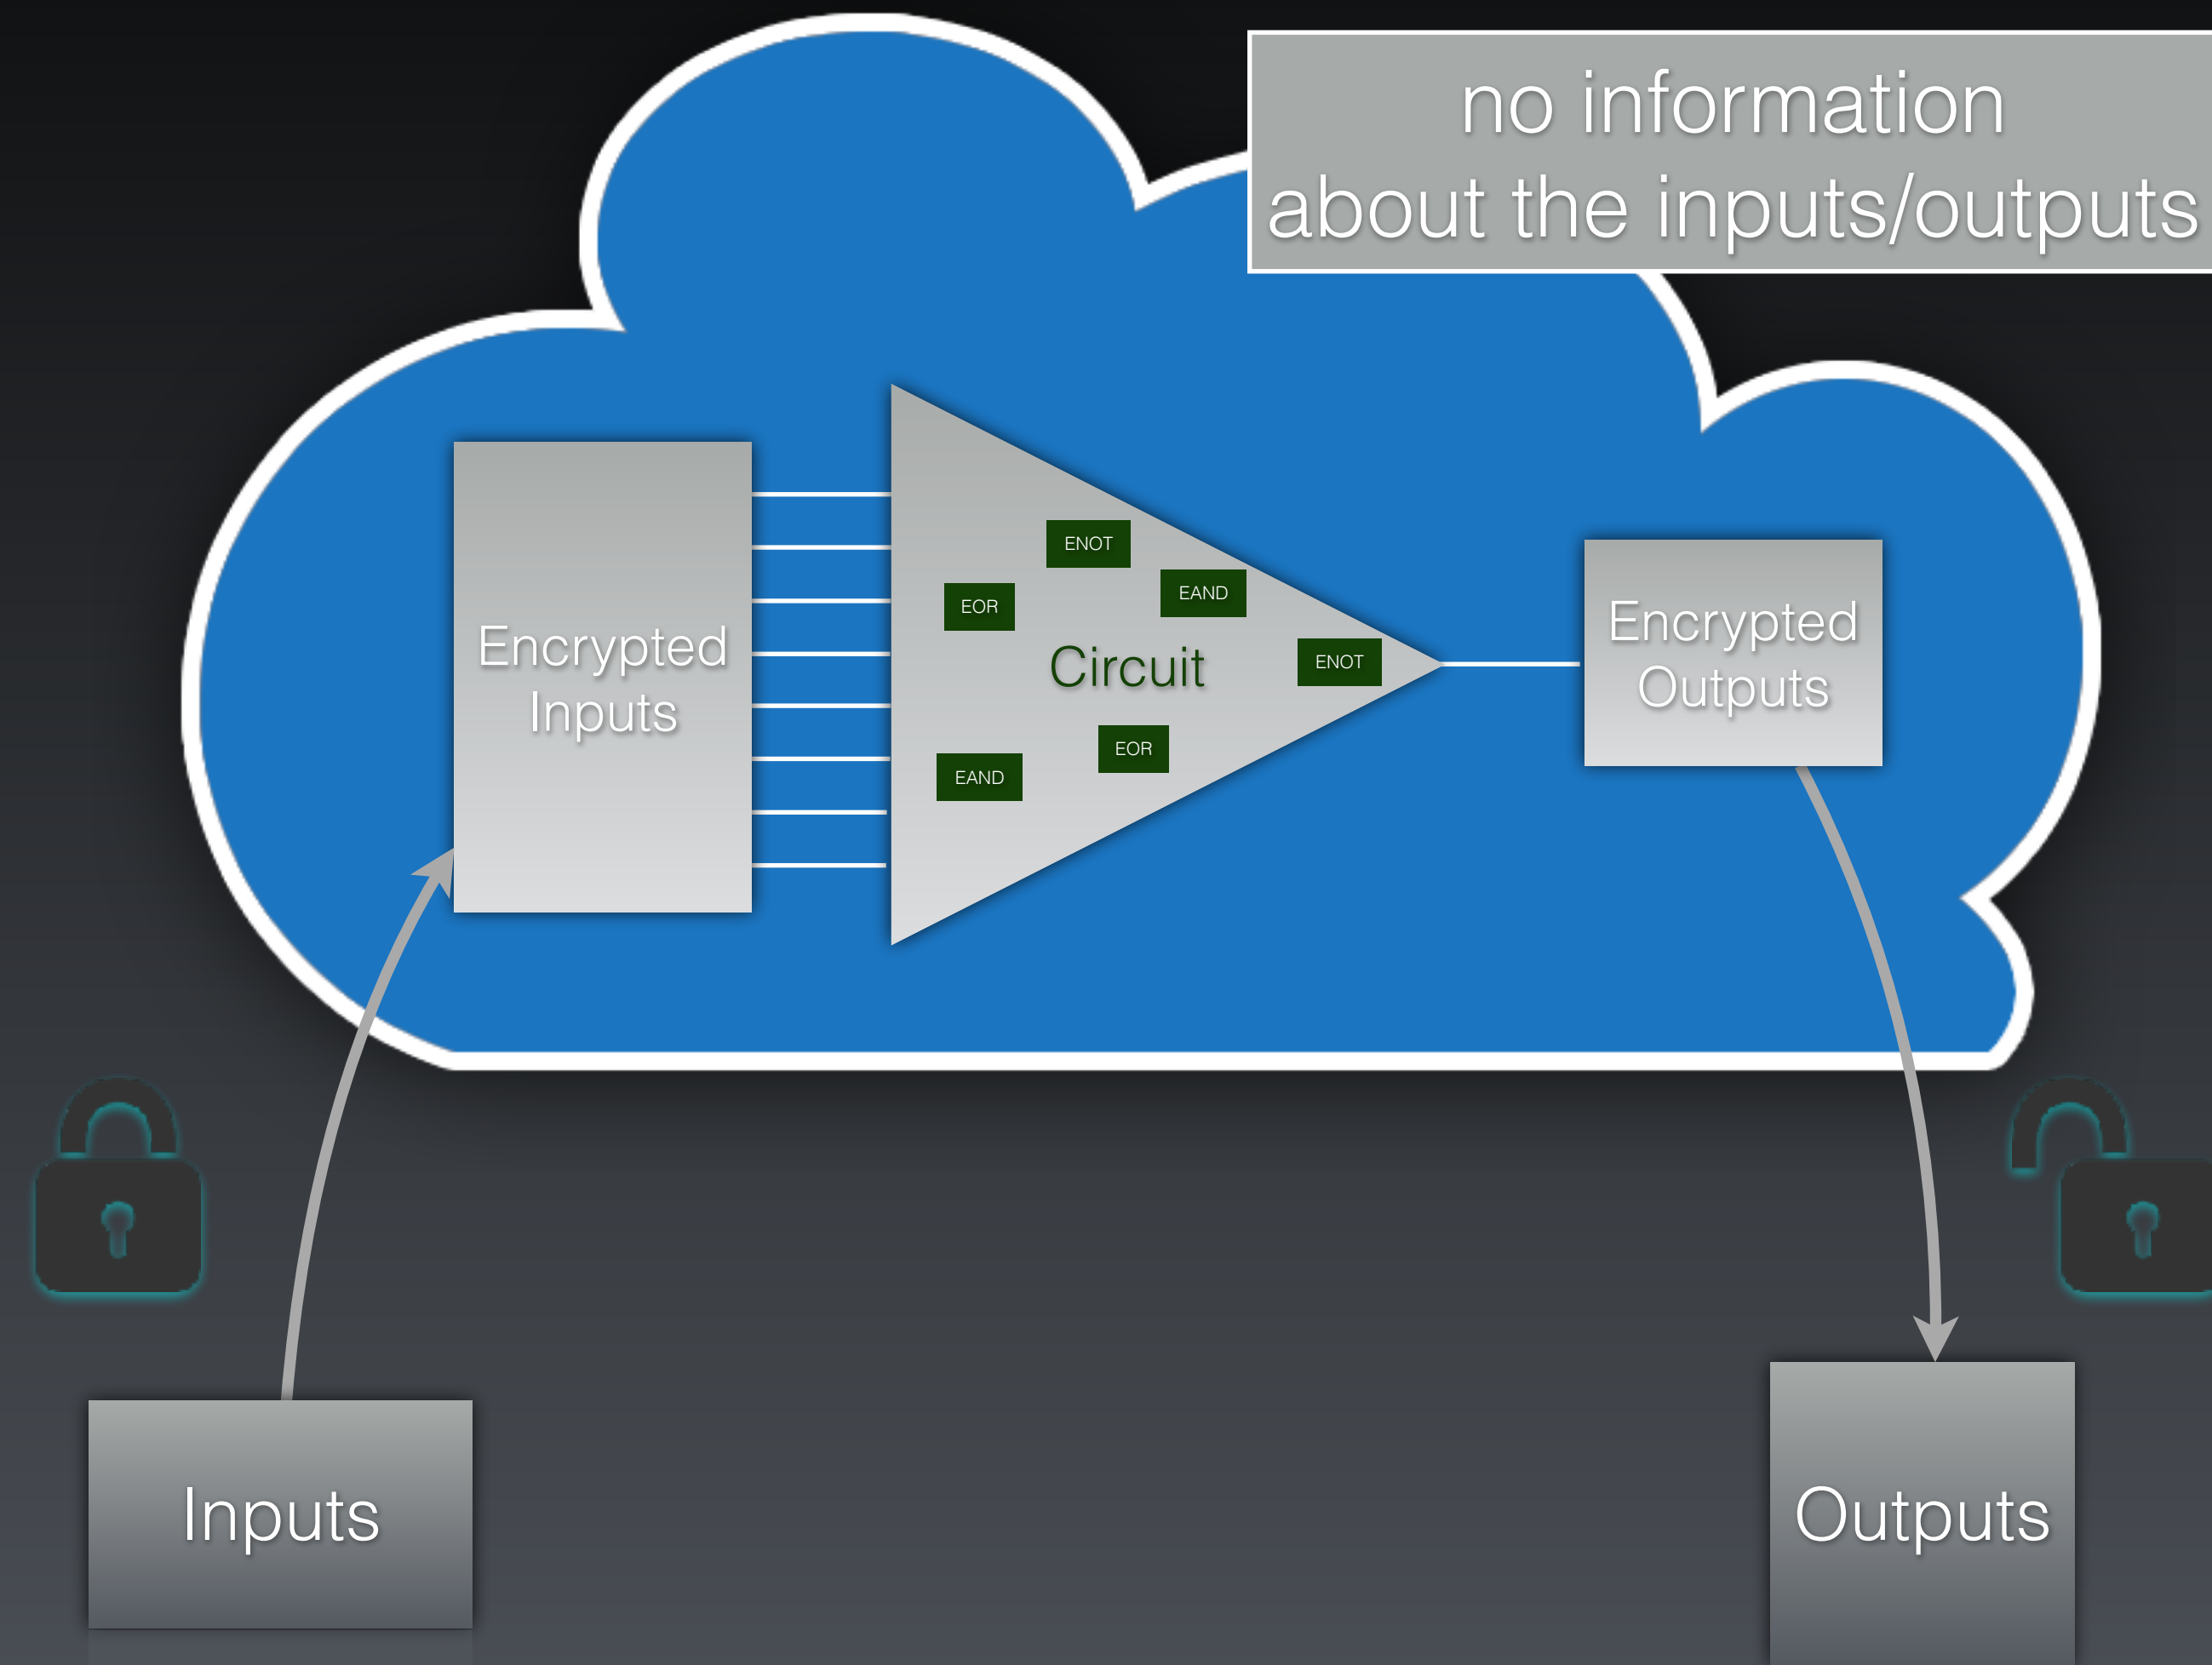 no information
about the inputs/outputs
Encrypted
Inputs
ENOT
EOR
EAND
Circuit
ENOT
EOR
EAND
Encrypted
Outputs
Inputs
Outputs